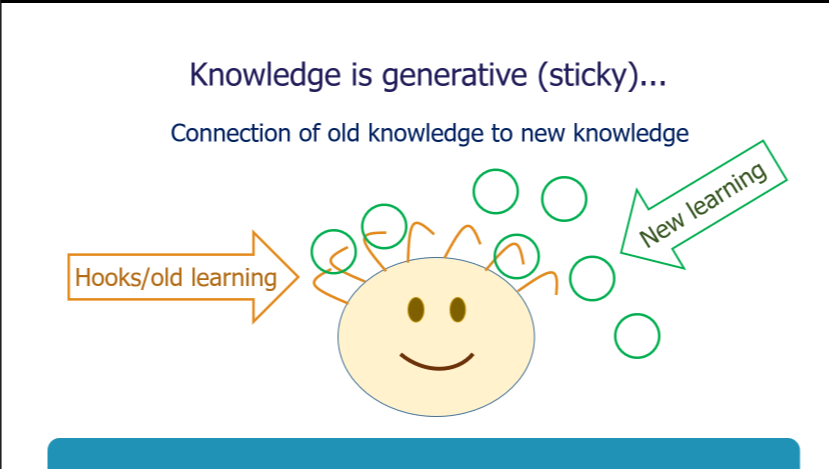 Knowledge is generative (sticky)...
Connection of old knowledge to new knowledge
New learning
Hooks/old learning